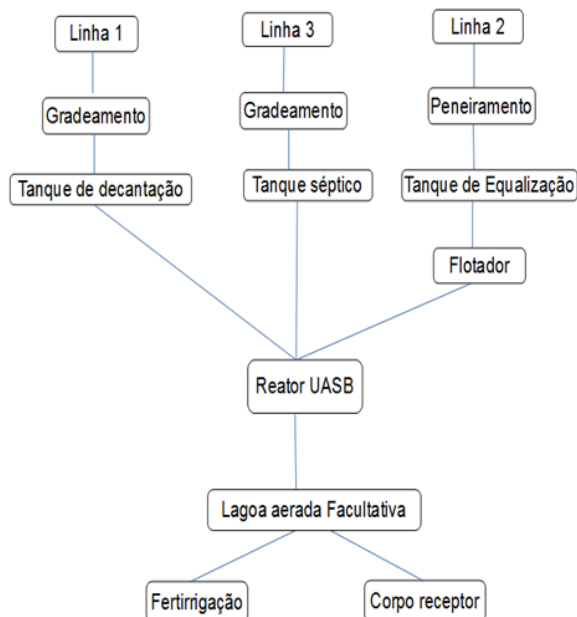 Linha 1
Linha 3
Linha 2
Gradeamento
Gradeamento
Peneiramento
Tanque de decantação
Tanque séptico
Tanque de Equalização
Flotador
Reator UASB
Lagoa aerada Facultativa
Fertirrigação
Corpo receptor